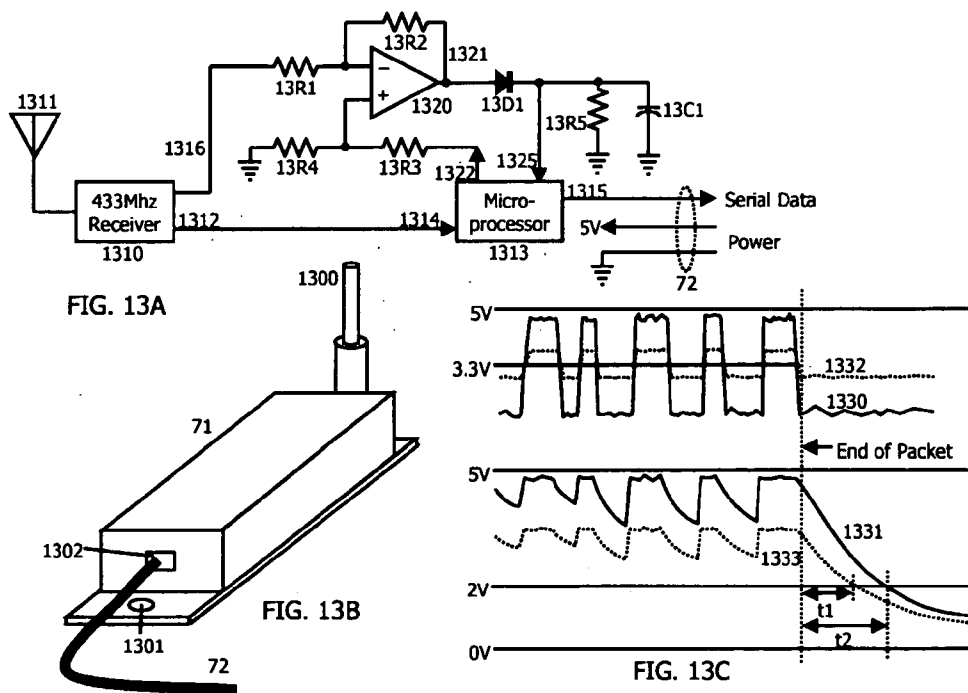 13R2
1321
13R1
−
+
1320
13D1
13R5
13C1
1311
1316
13R4
13R3
1322
1325
433Mhz
Receiver
1310
1312
1314
Micro-
processor
1313
1315
Serial Data
5V
Power
72
FIG. 13A
1300
71
1302
1301
72
FIG. 13B
5V
3.3V
1332
1330
End of Packet
5V
1331
1333
2V
t1
t2
0V
FIG. 13C